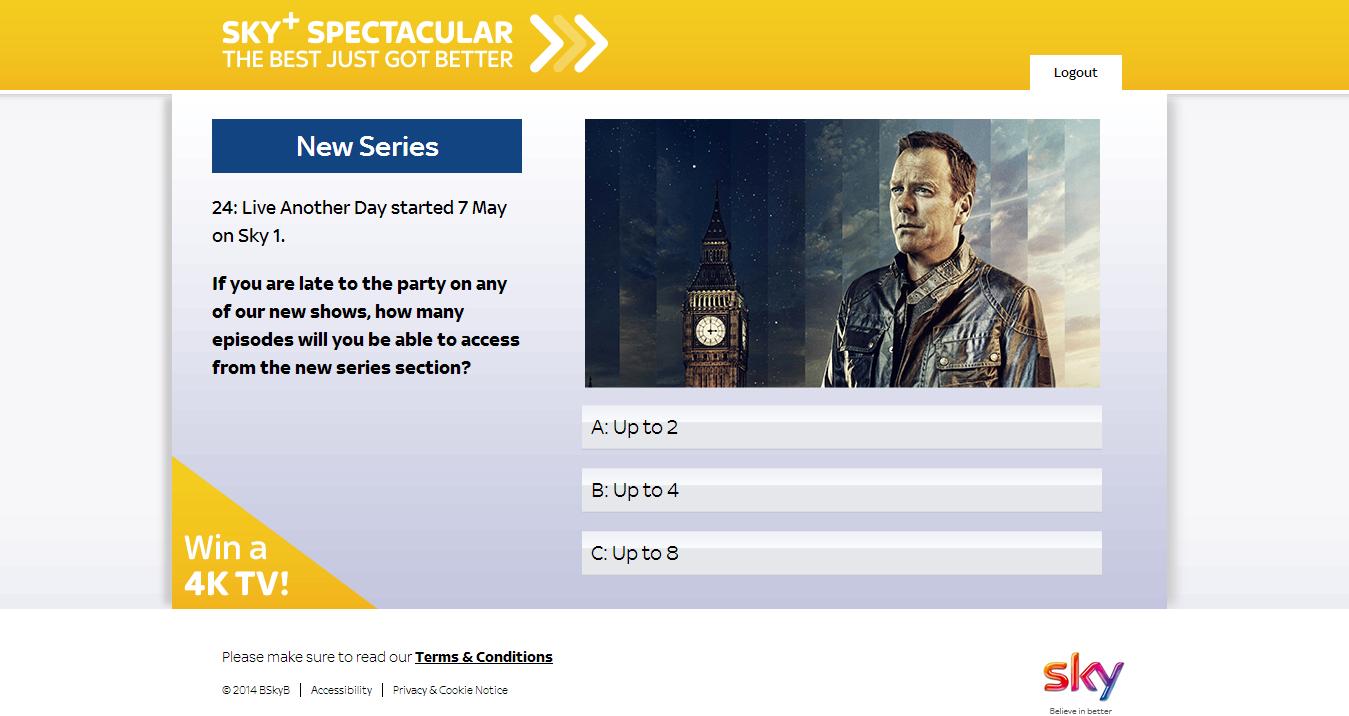 SKY+ SPECTACULAR
THE BEST JUST GOT BETTER
Logout
New Series
24: Live Another Day started 7 May
on Sky 1.
If you are late to the party on any
of our new shows, how many
episodes will you be able to access
from the new series section?
A: Up to 2
B: Up to 4
C: Up to 8
Win a
4K TV!
Please make sure to read our Terms & Conditions
© 2014 BSkyB | Accessibility | Privacy & Cookie Notice
sky
Believe in better